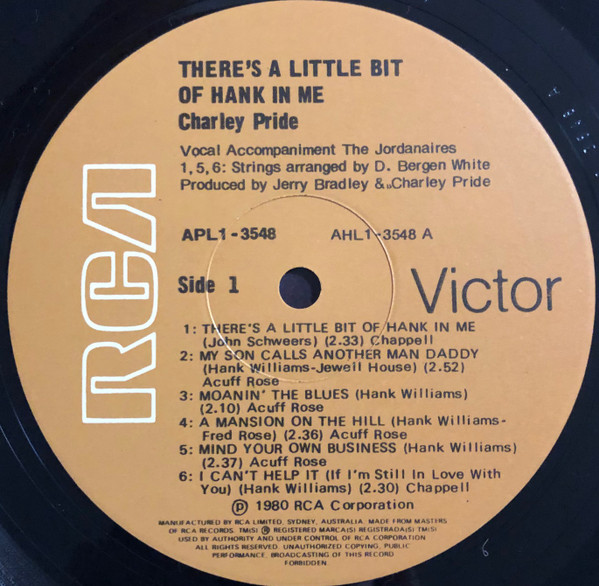 THERE'S A LITTLE BIT
OF HANK IN ME
Charley Pride
Vocal Accompaniment The Jordanaires
1,5,6: Strings arranged by D. Bergen White
Produced by Jerry Bradley & Charley Pride
APL1-3548 AHL1-3548 A
Side 1
RCA
Victor
1: THERE'S A LITTLE BIT OF HANK IN ME
(John Schweers) (2.33) Chappell
2: MY SON CALLS ANOTHER MAN DADDY
(Hank Williams-Jewell House) (2.52)
Acuff Rose
3: MOANIN' THE BLUES (Hank Williams)
(2.10) Acuff Rose
4: A MANSION ON THE HILL (Hank Williams-
Fred Rose) (2.36) Acuff Rose
5: MIND YOUR OWN BUSINESS (Hank Williams)
(2.37) Acuff Rose
6: I CAN'T HELP IT (If I'm Still In Love With
You) (Hank Williams) (2.30) Chappell
℗ 1980 RCA Corporation
MANUFACTURED BY RCA LIMITED, SYDNEY, AUSTRALIA. MADE FROM MASTERS
OF RCA RECORDS. TM(S) ® REGISTERED MARCA(S) REGISTRADA(S) TM(S)
USED BY AUTHORITY AND UNDER CONTROL OF RCA CORPORATION
ALL RIGHTS RESERVED. UNAUTHORIZED COPYING, PUBLIC
PERFORMANCE, BROADCASTING OF THIS RECORD
FORBIDDEN
6